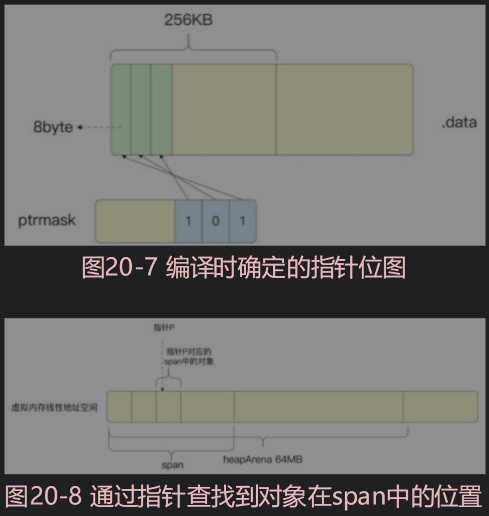 256KB
8byte
.data
ptrmask
1 0 1
图20-7 编译时确定的指针位图
指针P
指针P对应的
span中的对象
虚拟内存线性地址空间
heapArena 64MB
span
图20-8 通过指针查找到对象在span中的位置